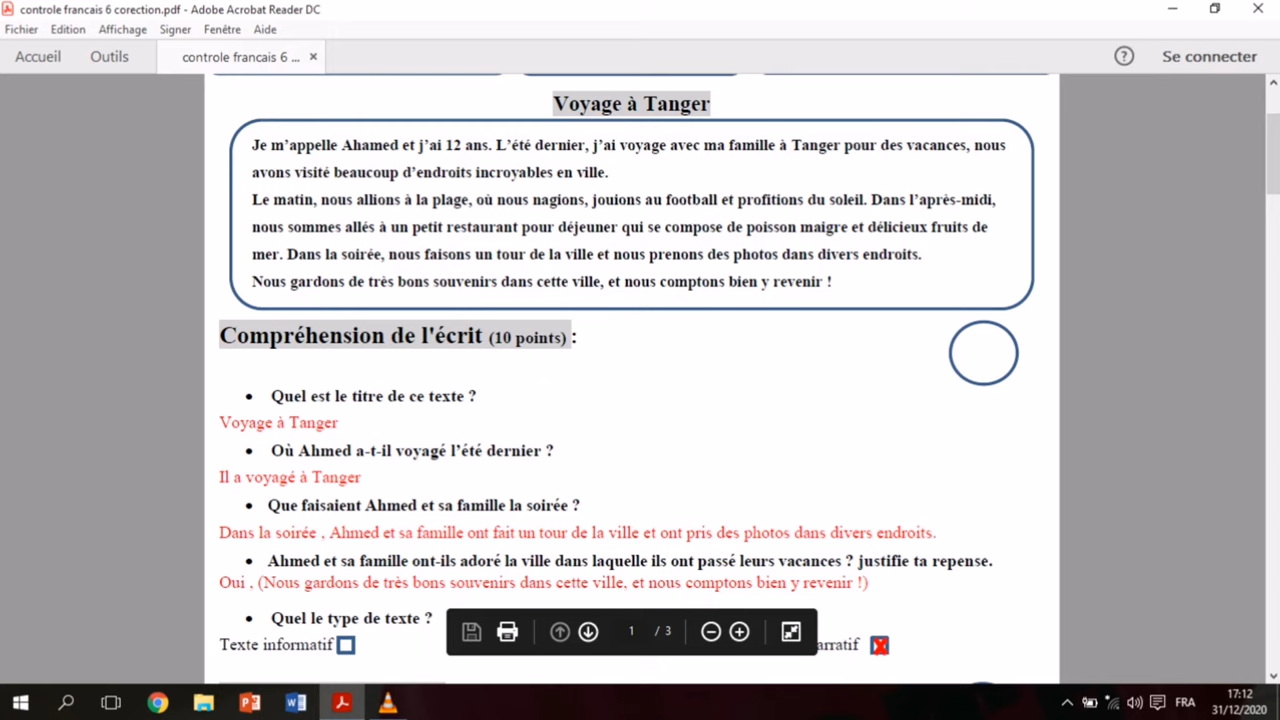 controle francais 6 corection.pdf - Adobe Acrobat Reader DC
Fichier Edition Affichage Signer Fenêtre Aide
Accueil Outils controle francais 6 ... × ? Se connecter
Voyage à Tanger
Je m’appelle Ahamed et j’ai 12 ans. L’été dernier, j’ai voyage avec ma famille à Tanger pour des vacances, nous
avons visité beaucoup d’endroits incroyables en ville.
Le matin, nous allions à la plage, où nous nagions, jouions au football et profitions du soleil. Dans l’après-midi,
nous sommes allés à un petit restaurant pour déjeuner qui se compose de poisson maigre et délicieux fruits de
mer. Dans la soirée, nous faisons un tour de la ville et nous prenons des photos dans divers endroits.
Nous gardons de très bons souvenirs dans cette ville, et nous comptons bien y revenir !
Compréhension de l'écrit (10 points) :
• Quel est le titre de ce texte ?
Voyage à Tanger
• Où Ahmed a-t-il voyagé l’été dernier ?
Il a voyagé à Tanger
• Que faisaient Ahmed et sa famille la soirée ?
Dans la soirée , Ahmed et sa famille ont fait un tour de la ville et ont pris des photos dans divers endroits.
• Ahmed et sa famille ont-ils adoré la ville dans laquelle ils ont passé leurs vacances ? justifie ta repense.
Oui , (Nous gardons de très bons souvenirs dans cette ville, et nous comptons bien y revenir !)
• Quel le type de texte ?
Texte informatif arratif X
1 / 3
FRA
17:12
31/12/2020